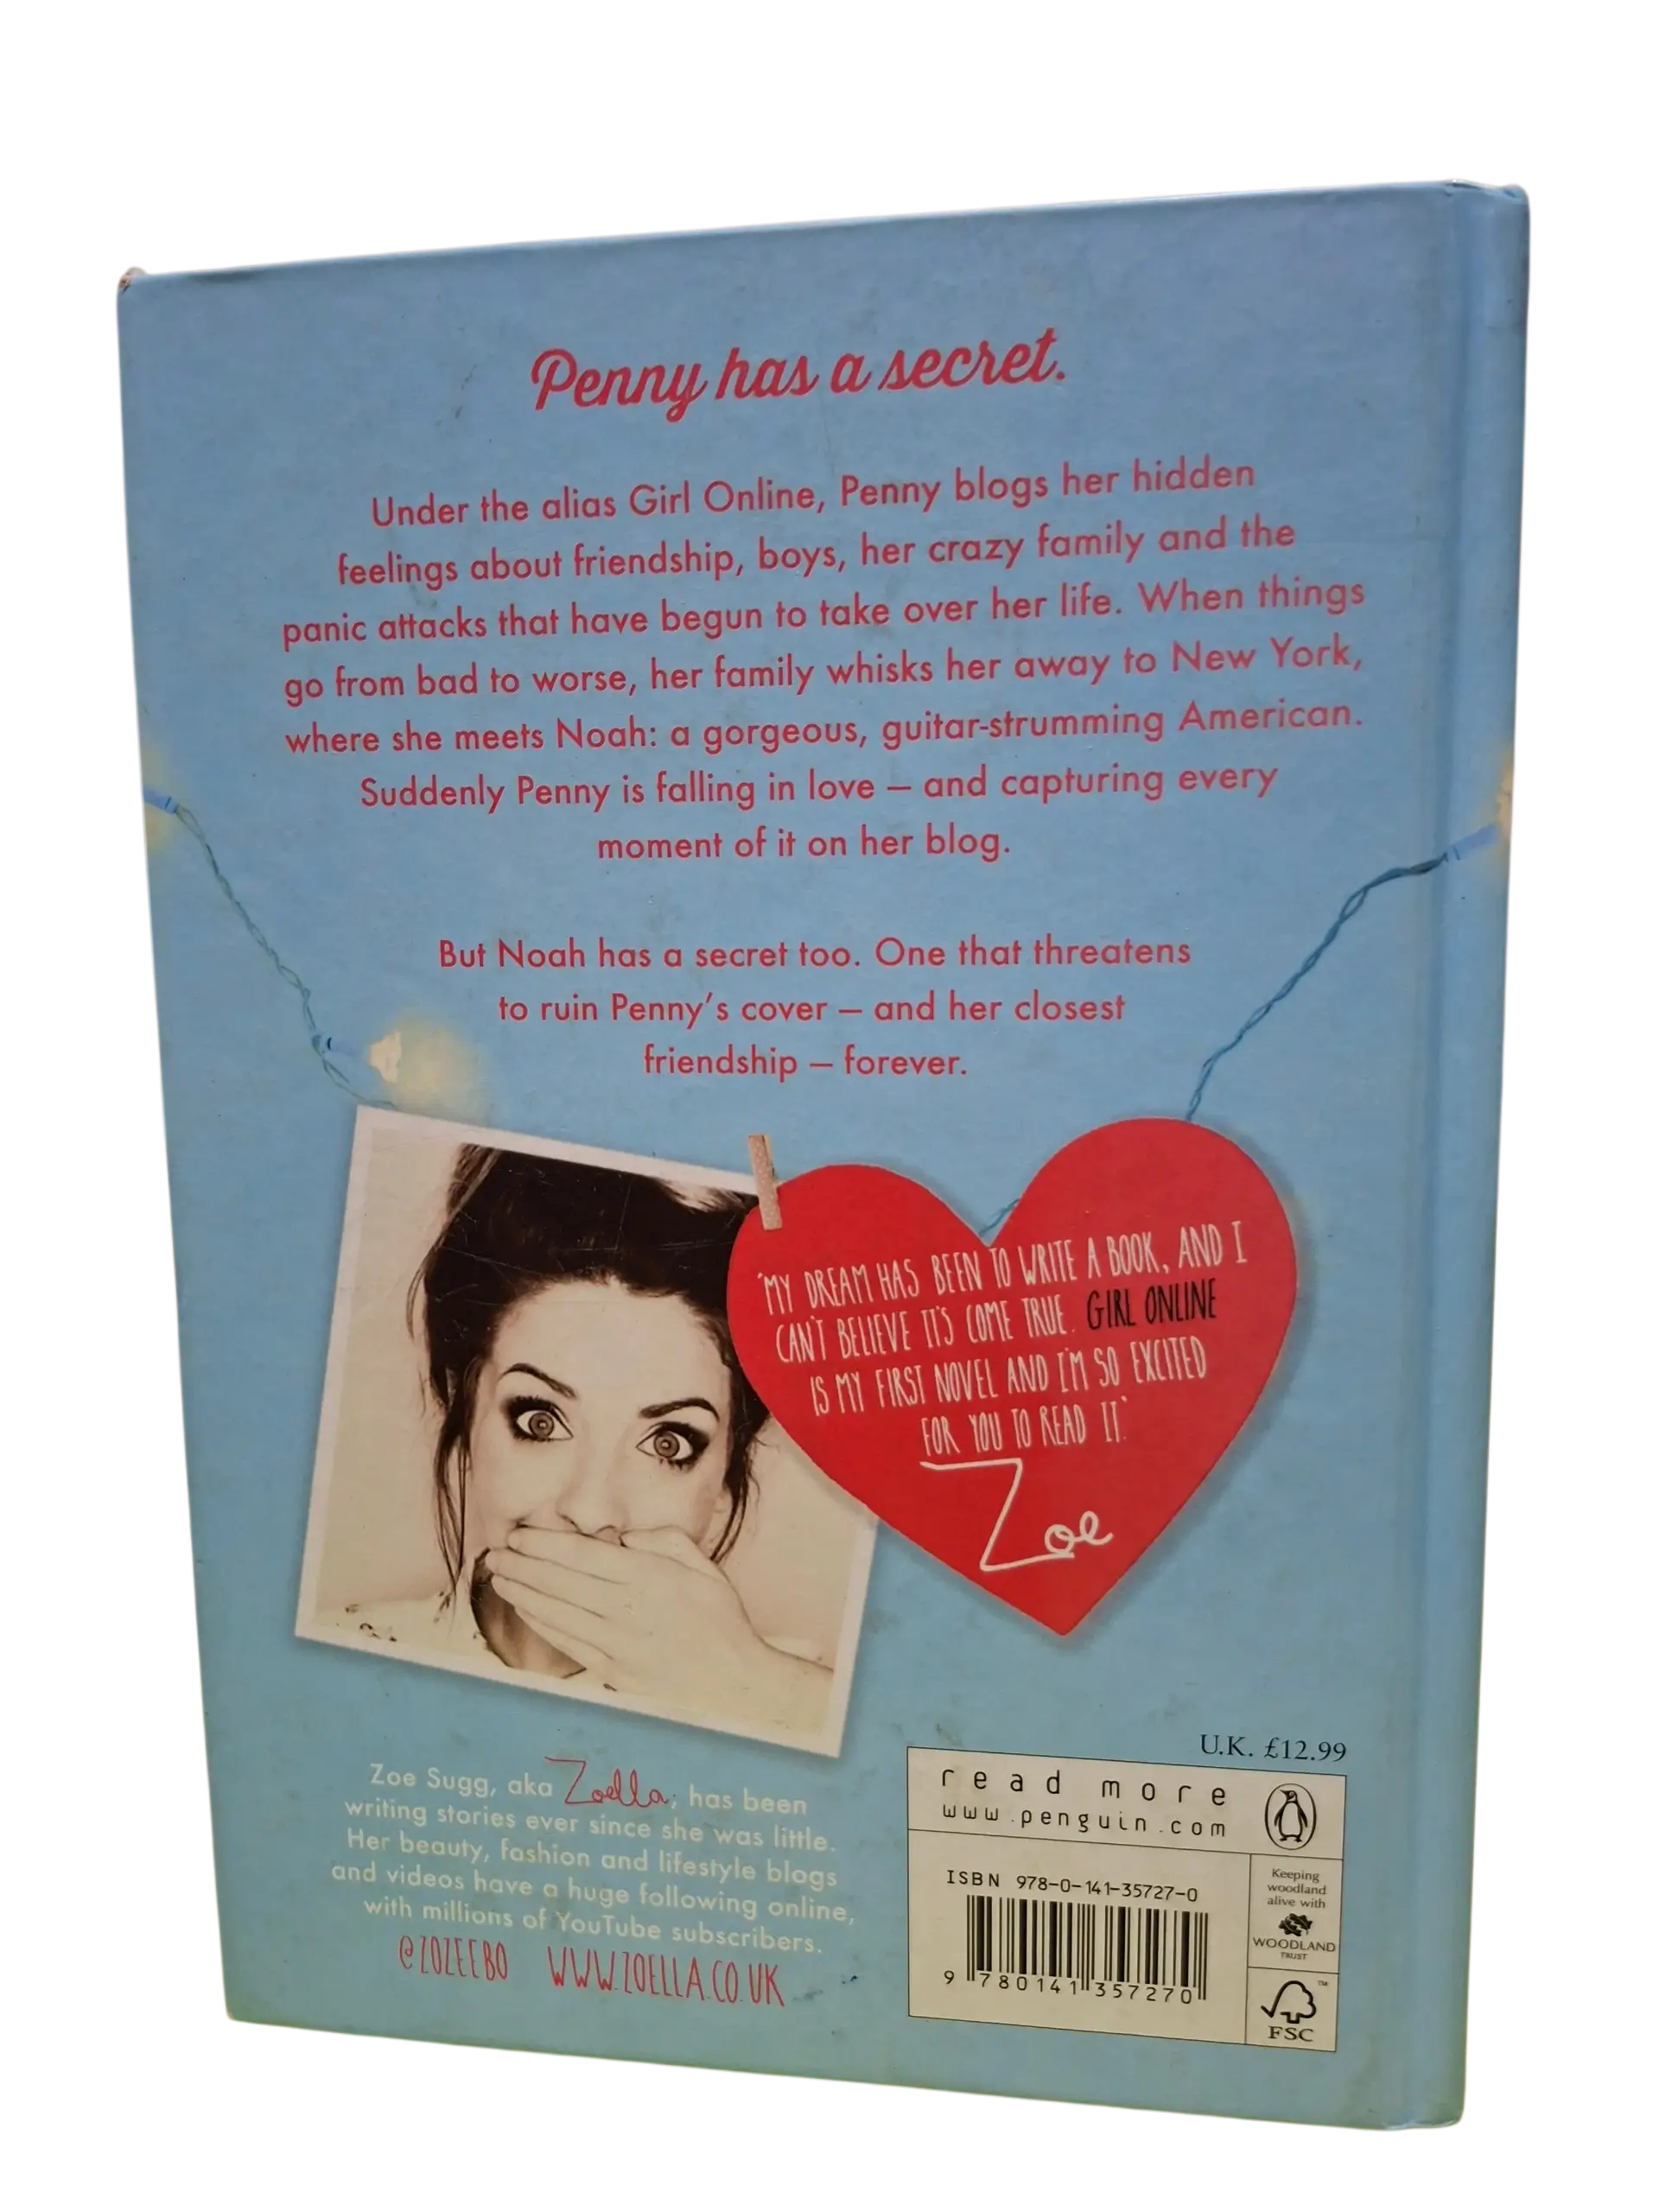 Penny has a secret.
Under the alias Girl Online, Penny blogs her hidden
feelings about friendship, boys, her crazy family and the
panic attacks that have begun to take over her life. When things
go from bad to worse, her family whisks her away to New York,
where she meets Noah: a gorgeous, guitar-strumming American.
Suddenly Penny is falling in love – and capturing every
moment of it on her blog.
But Noah has a secret too. One that threatens
to ruin Penny's cover – and her closest
friendship – forever.
'MY DREAM HAS BEEN TO WRITE A BOOK, AND I
CAN'T BELIEVE IT'S COME TRUE. GIRL ONLINE
IS MY FIRST NOVEL AND I'M SO EXCITED
FOR YOU TO READ IT.'
Zoe
Zoe Sugg, aka Zoella, has been
writing stories ever since she was little.
Her beauty, fashion and lifestyle blogs
and videos have a huge following online,
with millions of YouTube subscribers.
@ZOZEEBO WWW.ZOELLA.CO.UK
U.K. £12.99
read more
www.penguin.com
ISBN 978-0-141-35727-0
9 780141 357270
Keeping
woodland
alive with
WOODLAND
TRUST
TM
FSC